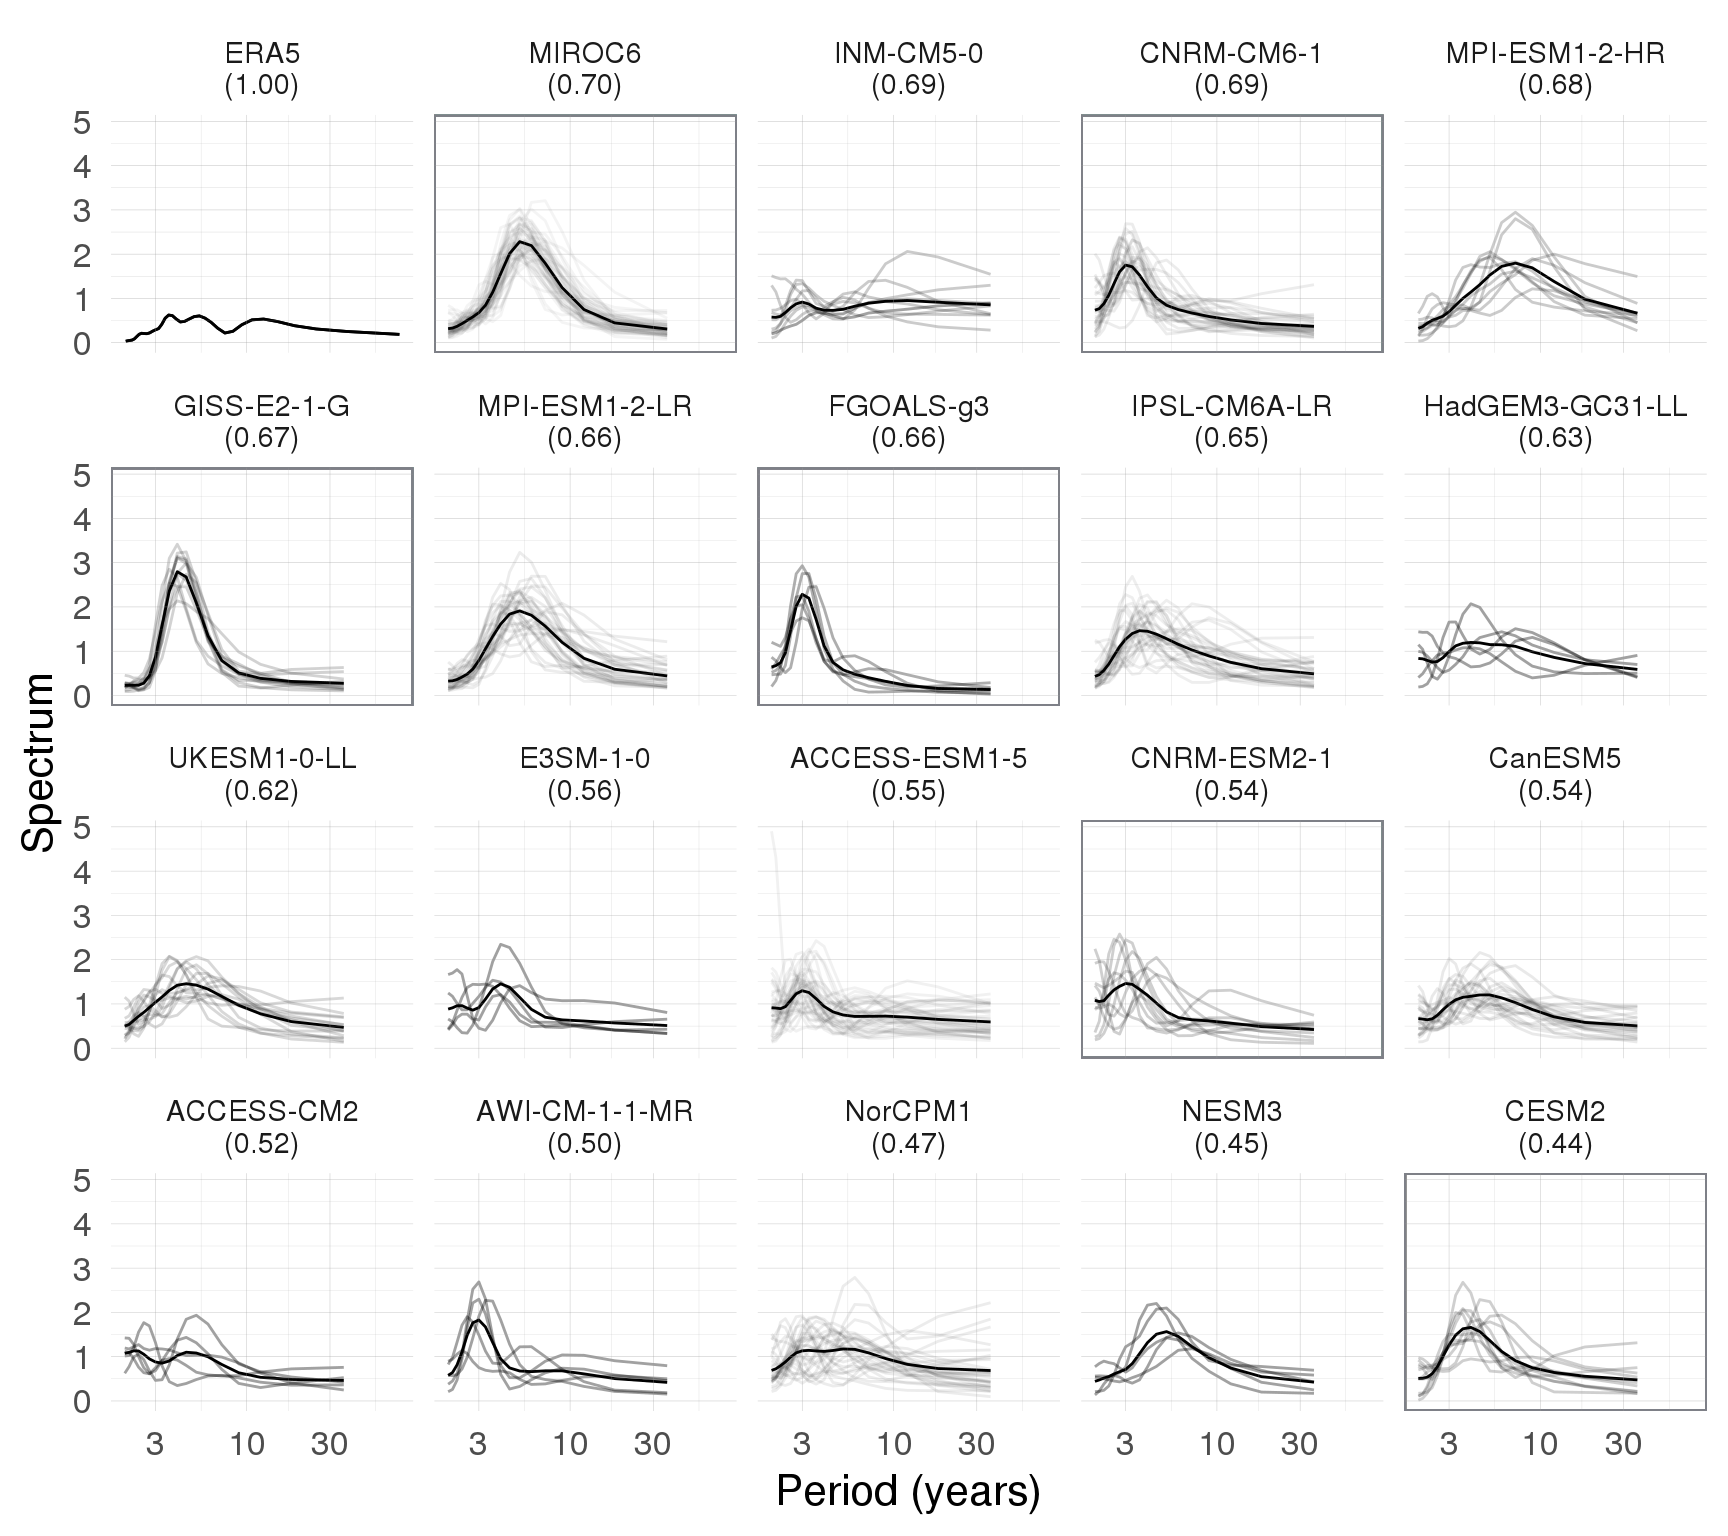 ERA5
(1.00)
MIROC6
(0.70)
INM-CM5-0
(0.69)
CNRM-CM6-1
(0.69)
MPI-ESM1-2-HR
(0.68)
5
4
3
2
1
0
GISS-E2-1-G
(0.67)
MPI-ESM1-2-LR
(0.66)
FGOALS-g3
(0.66)
IPSL-CM6A-LR
(0.65)
HadGEM3-GC31-LL
(0.63)
5
4
3
2
1
0
Spectrum
UKESM1-0-LL
(0.62)
E3SM-1-0
(0.56)
ACCESS-ESM1-5
(0.55)
CNRM-ESM2-1
(0.54)
CanESM5
(0.54)
5
4
3
2
1
0
ACCESS-CM2
(0.52)
AWI-CM-1-1-MR
(0.50)
NorCPM1
(0.47)
NESM3
(0.45)
CESM2
(0.44)
5
4
3
2
1
0
3 10 30 3 10 30 3 10 30 3 10 30 3 10 30
Period (years)